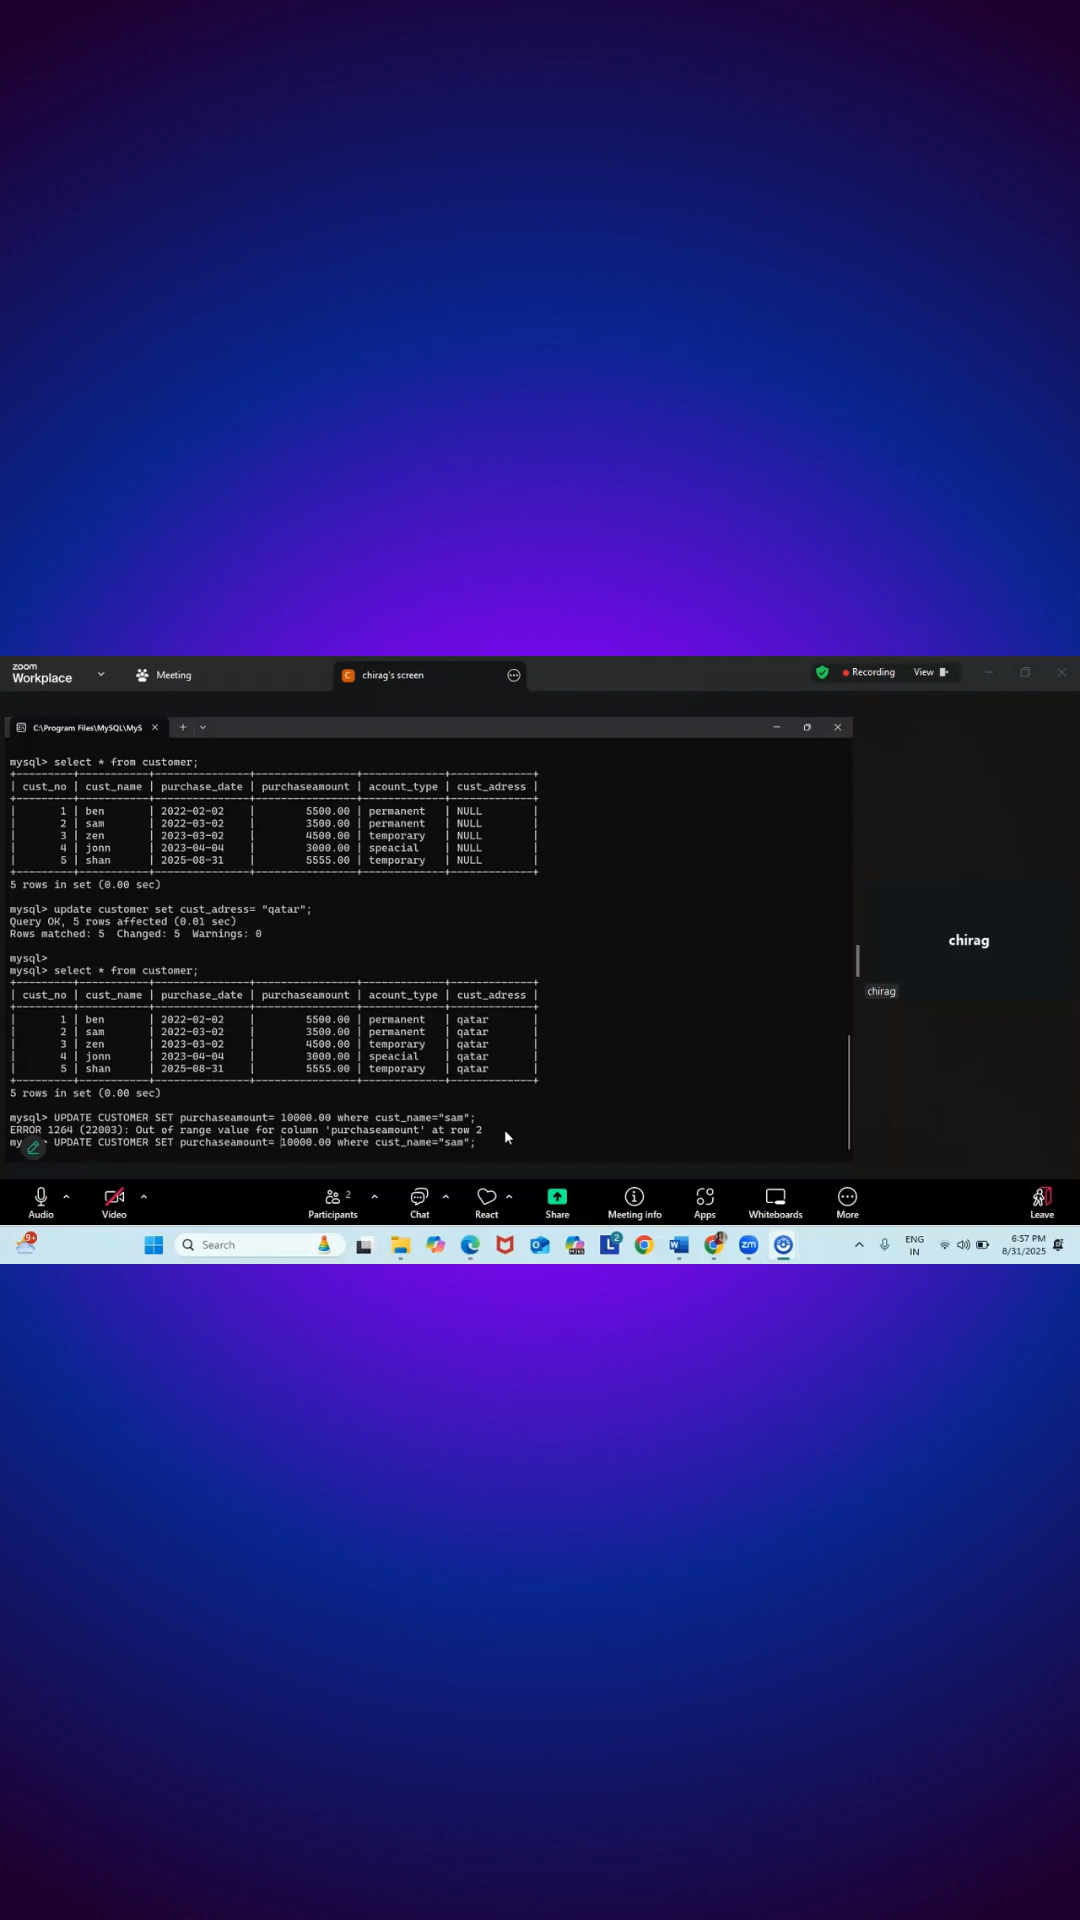 zoom
Workplace
Meeting
C
chirag's screen
Recording
View
C:\Program Files\MySQL\MyS
mysql> select * from customer;
+---------+-----------+---------------+----------------+-------------+-------------+
| cust_no | cust_name | purchase_date | purchaseamount | acount_type | cust_adress |
+---------+-----------+---------------+----------------+-------------+-------------+
| 1 | ben | 2022-02-02 | 5500.00 | permanent | NULL |
| 2 | sam | 2022-03-02 | 3500.00 | permanent | NULL |
| 3 | zen | 2023-03-02 | 4500.00 | temporary | NULL |
| 4 | jonn | 2023-04-04 | 3000.00 | speacial | NULL |
| 5 | shan | 2025-08-31 | 5555.00 | temporary | NULL |
+---------+-----------+---------------+----------------+-------------+-------------+
5 rows in set (0.00 sec)
mysql> update customer set cust_adress= "qatar";
Query OK, 5 rows affected (0.01 sec)
Rows matched: 5  Changed: 5  Warnings: 0
mysql>
mysql> select * from customer;
+---------+-----------+---------------+----------------+-------------+-------------+
| cust_no | cust_name | purchase_date | purchaseamount | acount_type | cust_adress |
+---------+-----------+---------------+----------------+-------------+-------------+
| 1 | ben | 2022-02-02 | 5500.00 | permanent | qatar |
| 2 | sam | 2022-03-02 | 3500.00 | permanent | qatar |
| 3 | zen | 2023-03-02 | 4500.00 | temporary | qatar |
| 4 | jonn | 2023-04-04 | 3000.00 | speacial | qatar |
| 5 | shan | 2025-08-31 | 5555.00 | temporary | qatar |
+---------+-----------+---------------+----------------+-------------+-------------+
5 rows in set (0.00 sec)
mysql> UPDATE CUSTOMER SET purchaseamount= 10000.00 where cust_name="sam";
ERROR 1264 (22003): Out of range value for column 'purchaseamount' at row 2
UPDATE CUSTOMER SET purchaseamount= 10000.00 where cust_name="sam";
chirag
chirag
2
Audio
Video
Participants
Chat
React
Share
Meeting info
Apps
Whiteboards
More
Leave
9+
Search
L
2
zm
ENG
IN
6:57 PM
8/31/2025